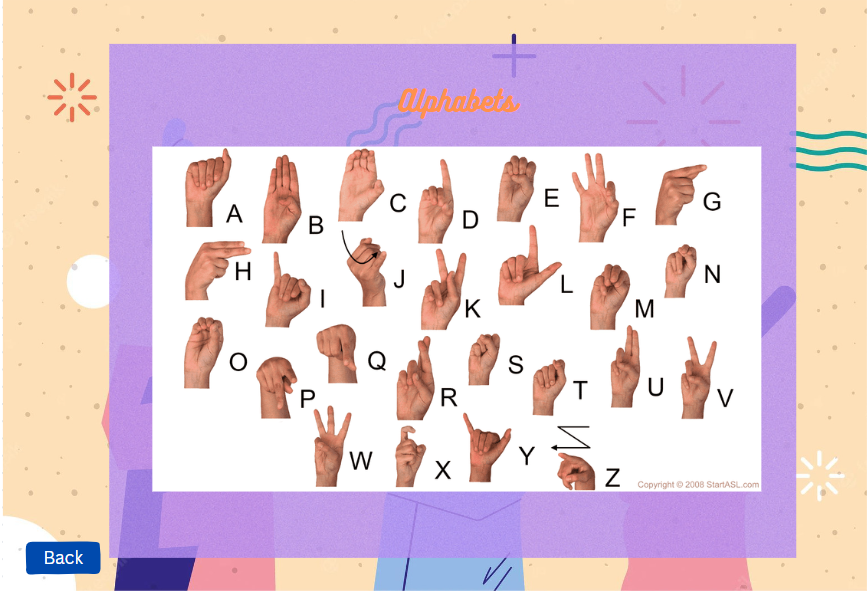 Alphabets
A B C D E F G
H I J K L M N
O P Q R S T U V
W X Y Z
Copyright © 2008 StartASL.com
Back